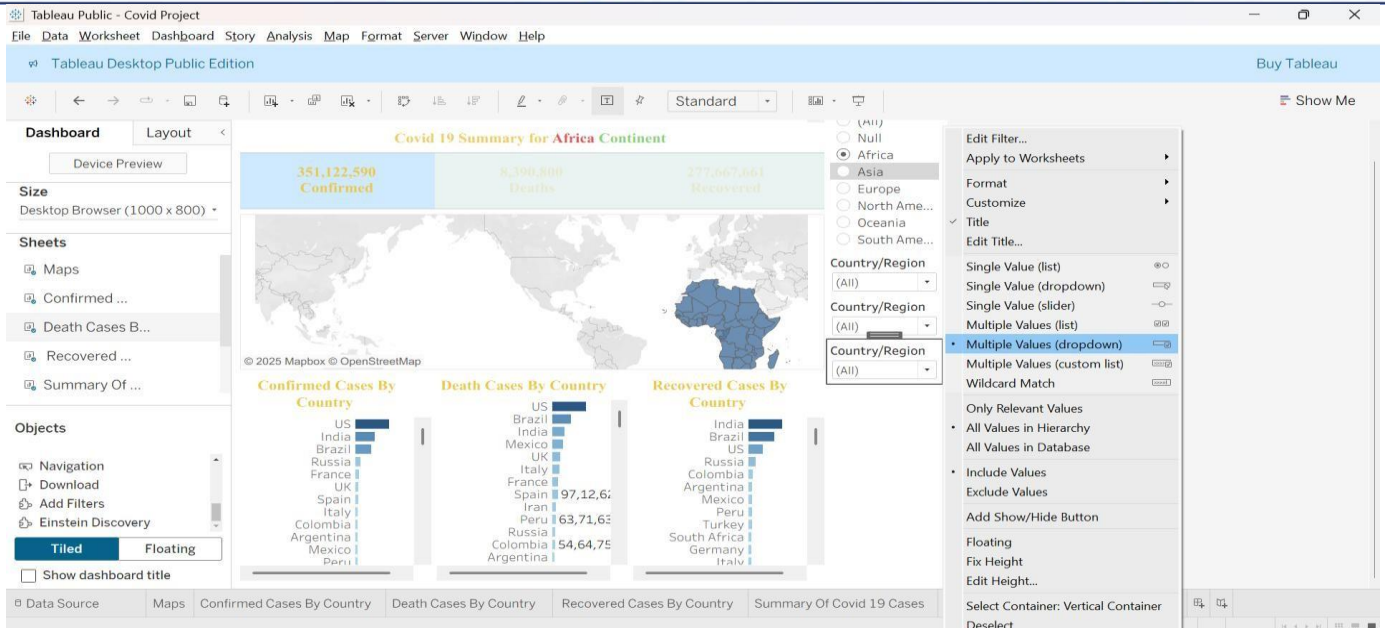 Tableau Public - Covid Project
File Data Worksheet Dashboard Story Analysis Map Format Server Window Help
Tableau Desktop Public Edition
Buy Tableau
Standard
Show Me
Dashboard
Layout
Device Preview
Size
Desktop Browser (1000 x 800)
Sheets
Maps
Confirmed ...
Death Cases B...
Recovered ...
Summary Of ...
Objects
Navigation
Download
Add Filters
Einstein Discovery
Tiled
Floating
Show dashboard title
Covid 19 Summary for Africa Continent
351,122,590
Confirmed
8,390,800
Deaths
277,667,661
Recovered
© 2025 Mapbox © OpenStreetMap
Confirmed Cases By
Country
US
India
Brazil
Russia
France
UK
Spain
Italy
Colombia
Argentina
Mexico
Peru
Death Cases By Country
US
Brazil
India
Mexico
UK
Italy
France
Spain 97,12,62
Iran
Peru 63,71,63
Russia
Colombia 54,64,75
Argentina
Recovered Cases By
Country
India
Brazil
US
Russia
Colombia
Argentina
Mexico
Peru
Turkey
South Africa
Germany
Italy
(All)
Null
Africa
Asia
Europe
North Ame...
Oceania
South Ame...
Country/Region
(All)
Country/Region
(All)
Country/Region
(All)
Edit Filter...
Apply to Worksheets
Format
Customize
Title
Edit Title...
Single Value (list)
Single Value (dropdown)
Single Value (slider)
Multiple Values (list)
Multiple Values (dropdown)
Multiple Values (custom list)
Wildcard Match
Only Relevant Values
All Values in Hierarchy
All Values in Database
Include Values
Exclude Values
Add Show/Hide Button
Floating
Fix Height
Edit Height...
Select Container: Vertical Container
Deselect
Data Source
Maps
Confirmed Cases By Country
Death Cases By Country
Recovered Cases By Country
Summary Of Covid 19 Cases